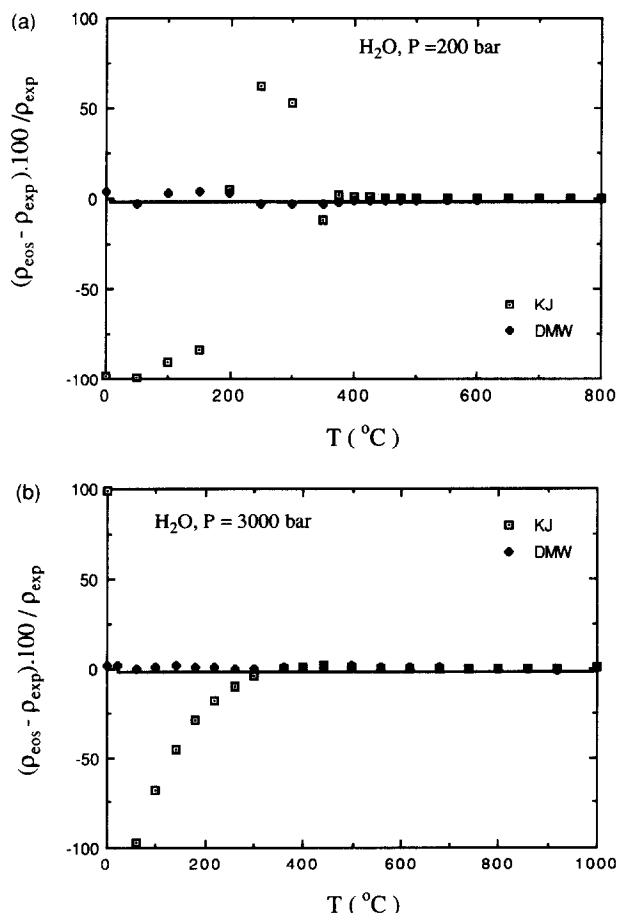 (a)
H₂O, P =200 bar
(ρeos - ρexp).100 /ρexp
100
50
0
-50
-100
KJ
DMW
0 200 400 600 800
T ( °C)
(b)
H₂O, P = 3000 bar
(ρeos - ρexp).100 / ρexp
100
50
0
-50
-100
KJ
DMW
0 200 400 600 800 1000
T ( °C)